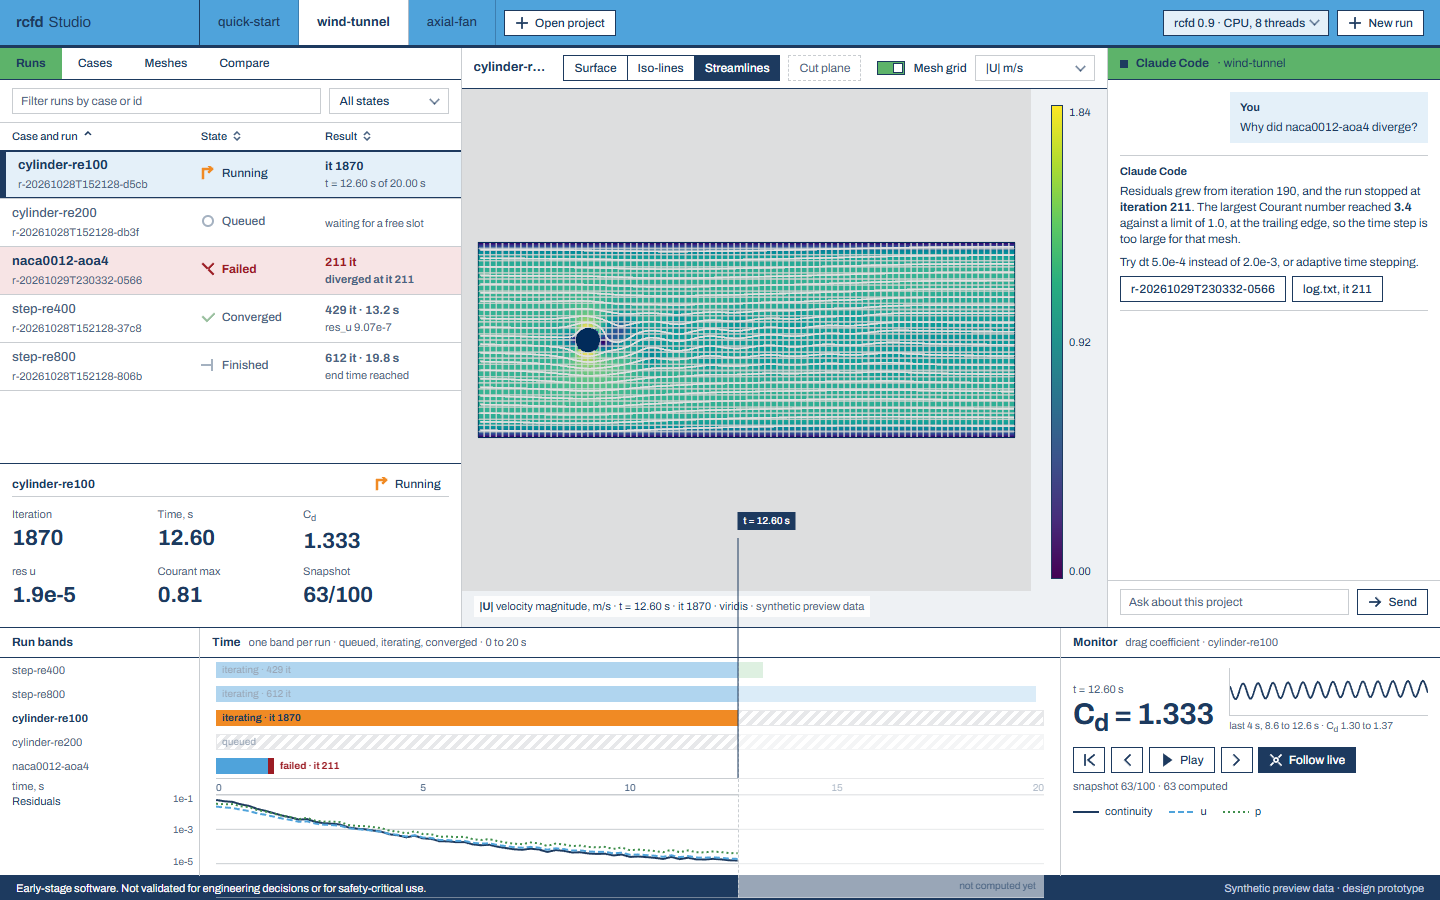 rcfd Studio
quick-start
wind-tunnel
axial-fan
Open project
rcfd 0.9 · CPU, 8 threads
New run
Runs
Cases
Meshes
Compare
Filter runs by case or id
All states
Case and run
State
Result
cylinder-re100
r-20261028T152128-d5cb
Running
it 1870
t = 12.60 s of 20.00 s
cylinder-re200
r-20261028T152128-db3f
Queued
waiting for a free slot
naca0012-aoa4
r-20261029T230332-0566
Failed
211 it
diverged at it 211
step-re400
r-20261028T152128-37c8
Converged
429 it · 13.2 s
res_u 9.07e-7
step-re800
r-20261028T152128-806b
Finished
612 it · 19.8 s
end time reached
cylinder-re100
Running
Iteration
1870
Time, s
12.60
Cd
1.333
res u
1.9e-5
Courant max
0.81
Snapshot
63/100
cylinder-r...
Surface
Iso-lines
Streamlines
Cut plane
Mesh grid
|U| m/s
1.84
0.92
0.00
t = 12.60 s
|U| velocity magnitude, m/s · t = 12.60 s · it 1870 · viridis · synthetic preview data
Claude Code · wind-tunnel
You
Why did naca0012-aoa4 diverge?
Claude Code
Residuals grew from iteration 190, and the run stopped at
iteration 211. The largest Courant number reached 3.4
against a limit of 1.0, at the trailing edge, so the time step is
too large for that mesh.
Try dt 5.0e-4 instead of 2.0e-3, or adaptive time stepping.
r-20261029T230332-0566
log.txt, it 211
Ask about this project
Send
Run bands
Time one band per run · queued, iterating, converged · 0 to 20 s
step-re400
iterating · 429 it
step-re800
iterating · 612 it
cylinder-re100
iterating · it 1870
cylinder-re200
queued
naca0012-aoa4
failed · it 211
time, s
0
5
10
15
20
Residuals
1e-1
1e-3
1e-5
not computed yet
Monitor drag coefficient · cylinder-re100
t = 12.60 s
Cd = 1.333
last 4 s, 8.6 to 12.6 s · Cd 1.30 to 1.37
Play
Follow live
snapshot 63/100 · 63 computed
continuity
u
p
Early-stage software. Not validated for engineering decisions or for safety-critical use.
Synthetic preview data · design prototype